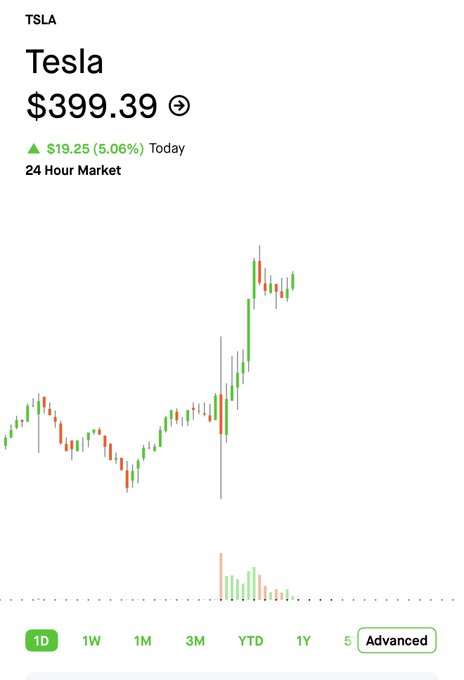 TSLA
Tesla
$399.39
$19.25 (5.06%) Today
24 Hour Market
1D 1W 1M 3M YTD 1Y 5 Advanced